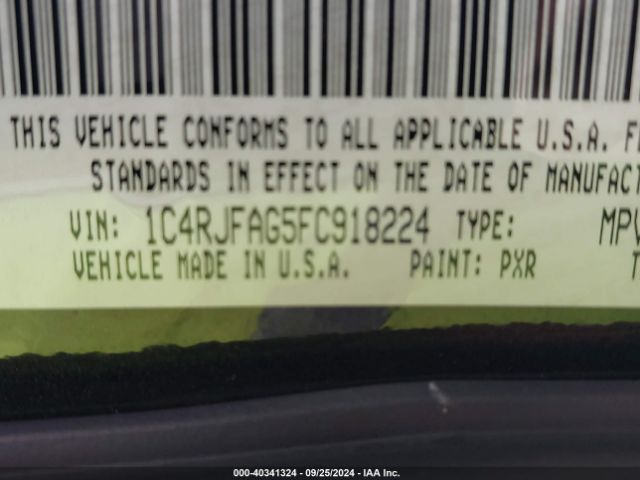 THIS VEHICLE CONFORMS TO ALL APPLICABLE U.S.A.
STANDARDS IN EFFECT ON THE DATE OF MANUFACT
VIN: 1C4RJFAG5FC918224 TYPE: MPV
VEHICLE MADE IN U.S.A. PAINT: PXR
000-40341324 - 09/25/2024 - IAA Inc.